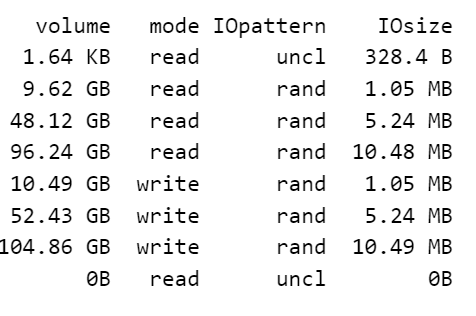 volume mode IOpattern IOsize
1.64 KB read uncl 328.4 B
9.62 GB read rand 1.05 MB
48.12 GB read rand 5.24 MB
96.24 GB read rand 10.48 MB
10.49 GB write rand 1.05 MB
52.43 GB write rand 5.24 MB
104.86 GB write rand 10.49 MB
0B read uncl 0B